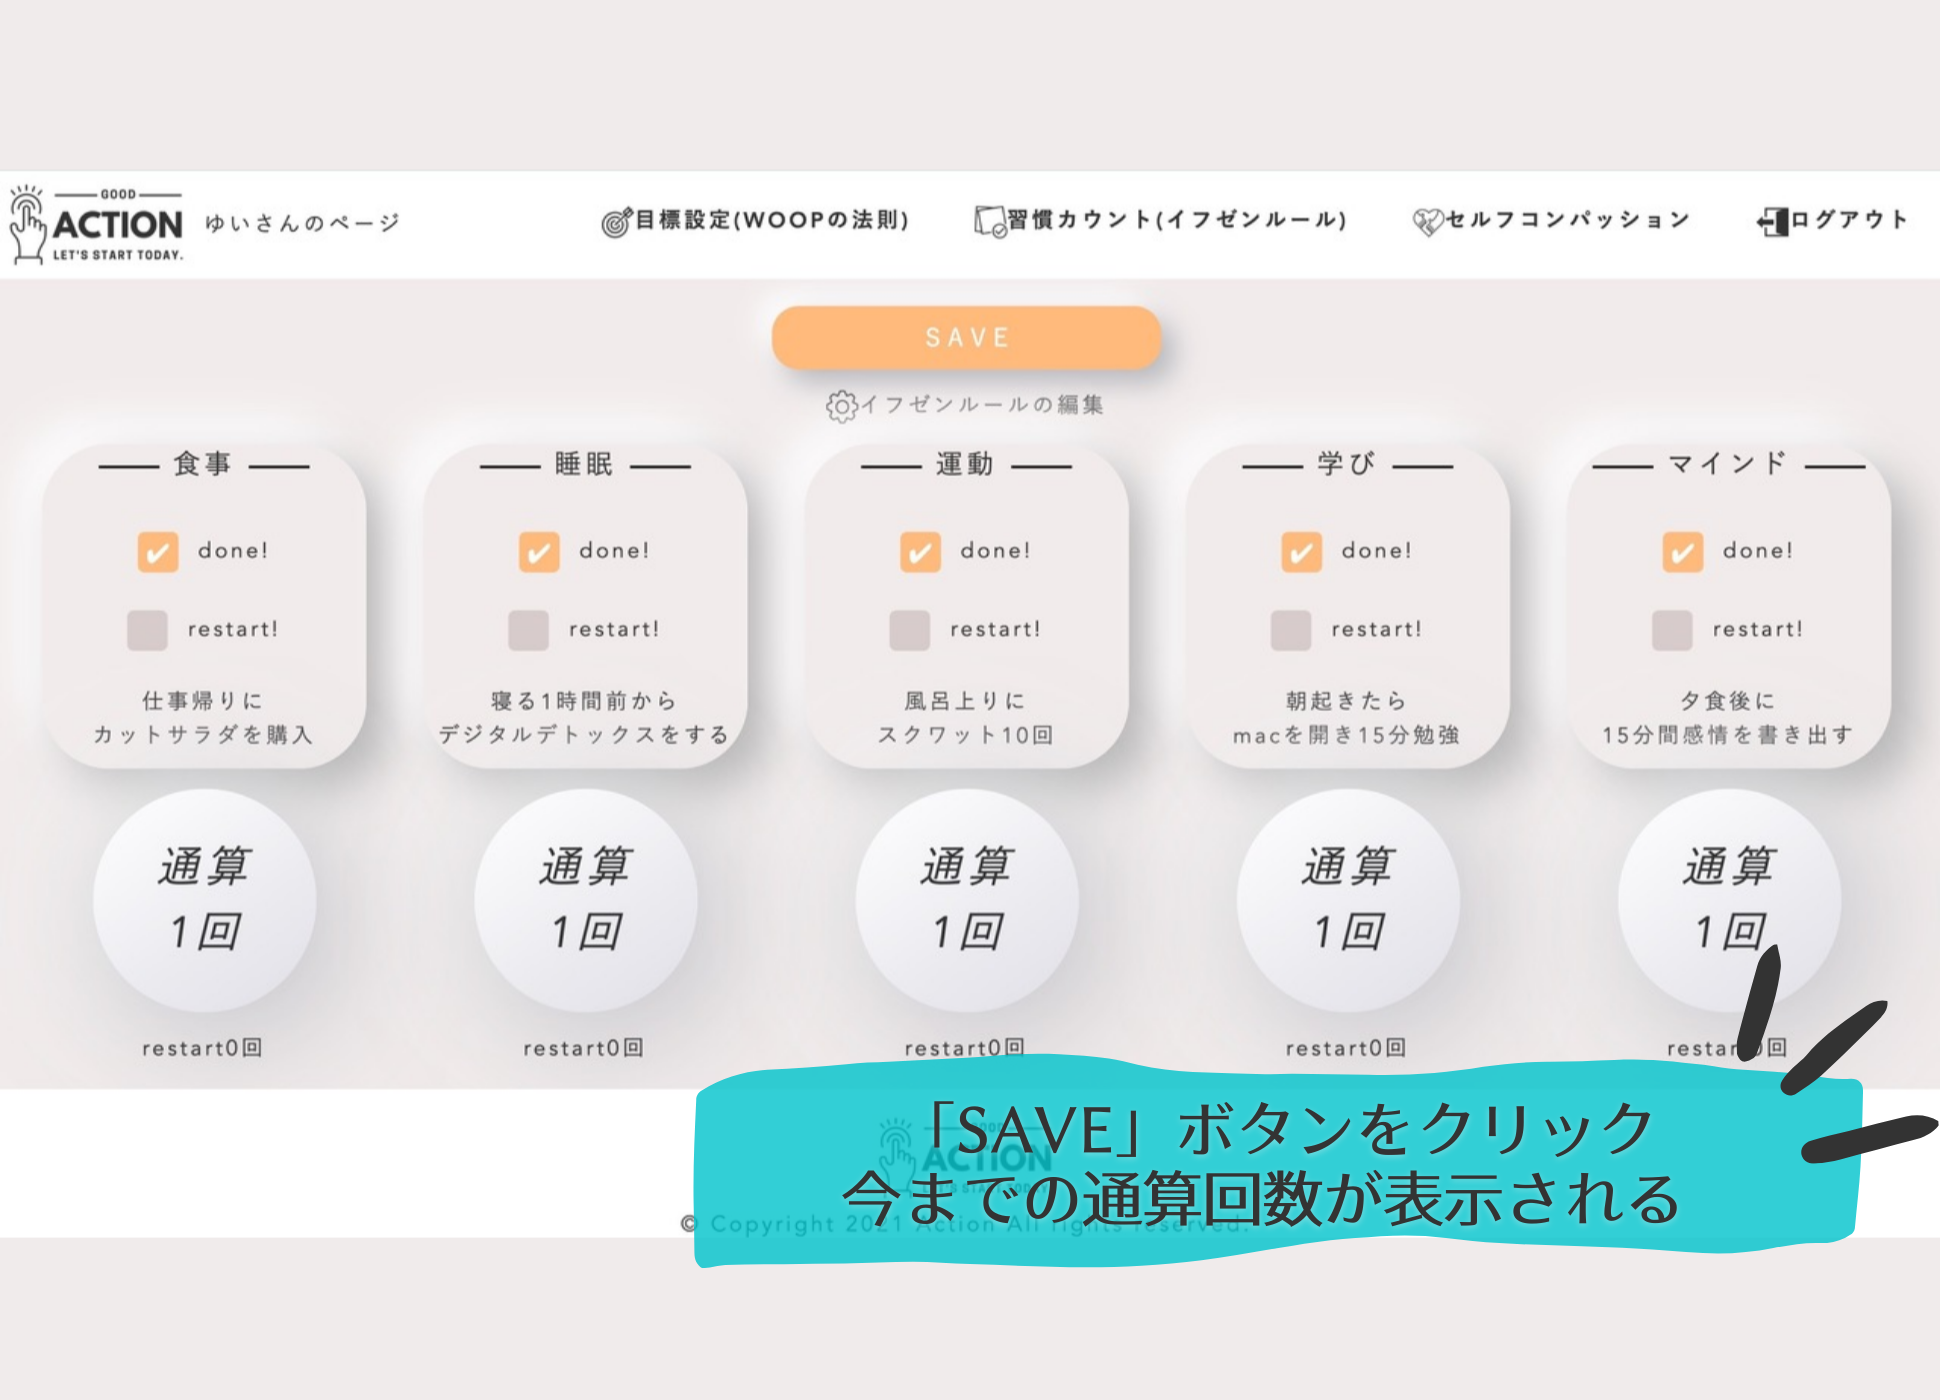 GOOD
ACTION
LET'S START TODAY.
ゆいさんのページ
目標設定(WOOPの法則)
習慣カウント(イフゼンルール)
セルフコンパッション
ログアウト
SAVE
イフゼンルールの編集
食事
done!
restart!
仕事帰りに
カットサラダを購入
通算
1回
restart0回
睡眠
done!
restart!
寝る1時間前から
デジタルデトックスをする
通算
1回
restart0回
運動
done!
restart!
風呂上りに
スクワット10回
通算
1回
restart0回
学び
done!
restart!
朝起きたら
macを開き15分勉強
通算
1回
restart0回
マインド
done!
restart!
夕食後に
15分間感情を書き出す
通算
1回
restart0回
「SAVE」ボタンをクリック
今までの通算回数が表示される
GOOD
ACTION
LET'S START TODAY.
© Copyright 2021 Action All rights reserved.